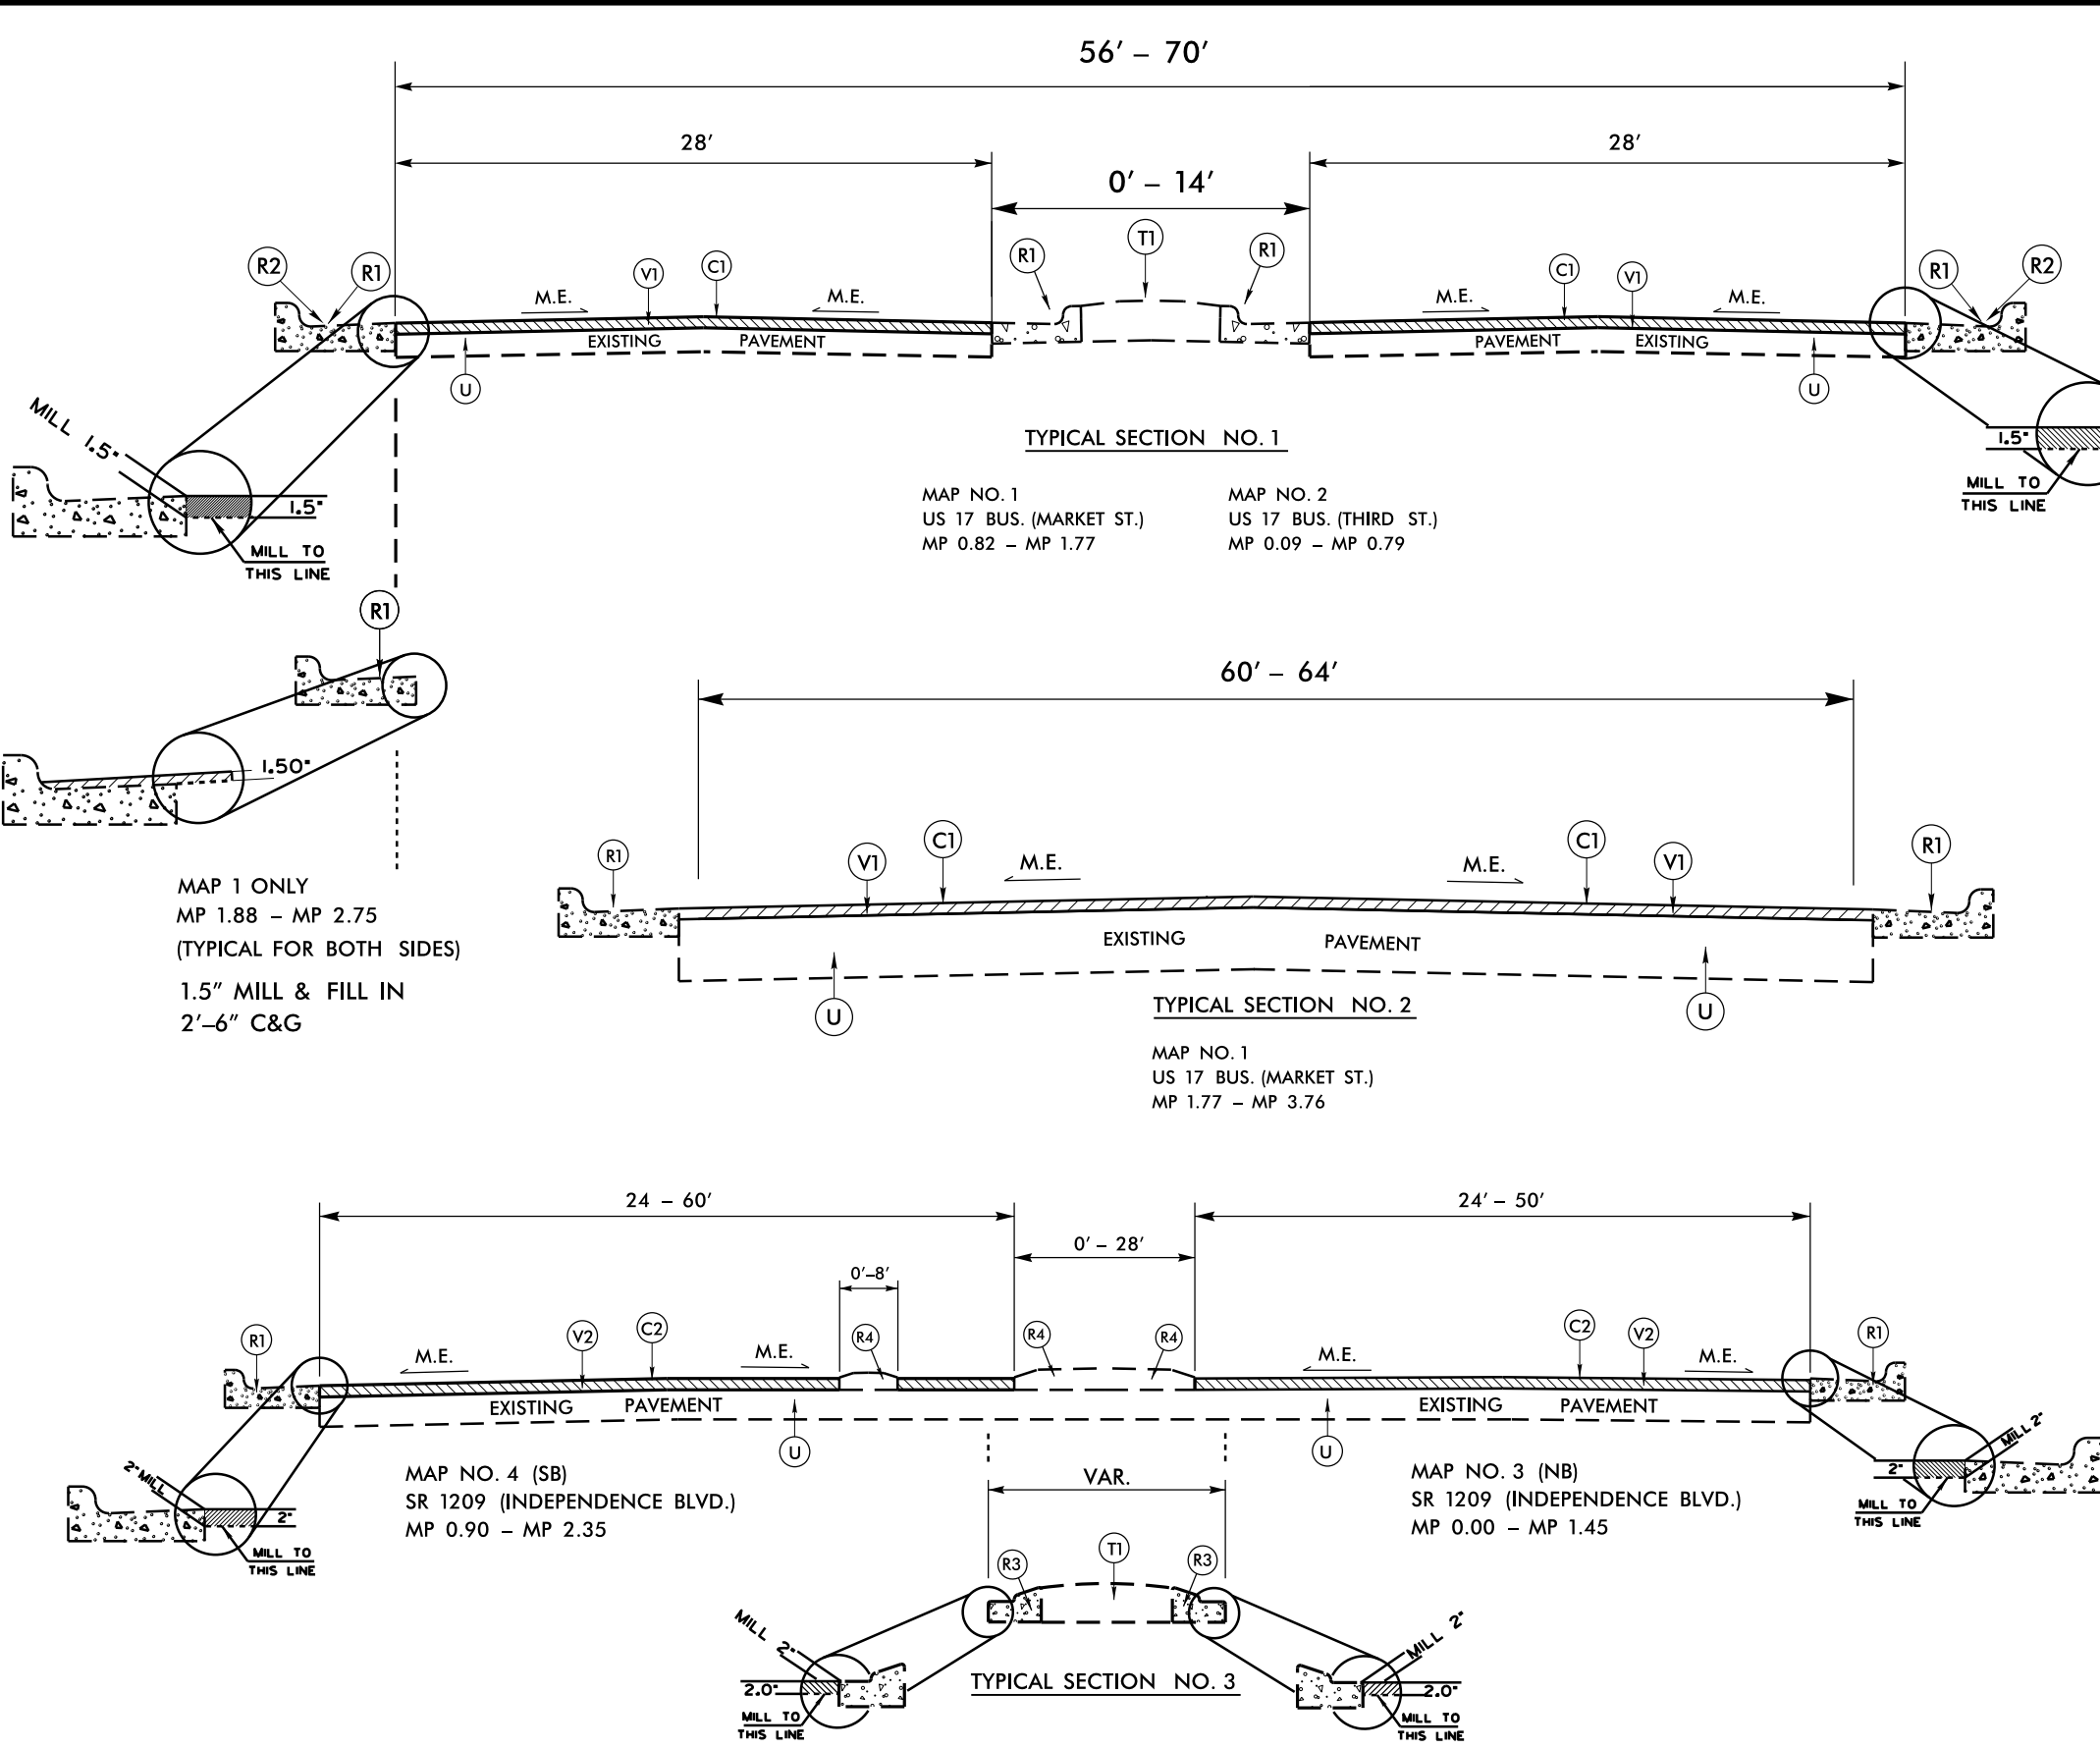 56′ – 70′
28′
28′
0′ – 14′
R2
R1
V1
C1
R1
T1
R1
C1
V1
R1
R2
M.E.
M.E.
M.E.
M.E.
EXISTING PAVEMENT
PAVEMENT EXISTING
U
U
MILL 1.5"
1.5"
MILL TO
THIS LINE
1.5"
MILL TO
THIS LINE
TYPICAL SECTION NO. 1
MAP NO. 1
US 17 BUS. (MARKET ST.)
MP 0.82 – MP 1.77
MAP NO. 2
US 17 BUS. (THIRD ST.)
MP 0.09 – MP 0.79
R1
1.50"
MAP 1 ONLY
MP 1.88 – MP 2.75
(TYPICAL FOR BOTH SIDES)
1.5″ MILL & FILL IN
2′–6″ C&G
60′ – 64′
R1
V1
C1
M.E.
M.E.
C1
V1
R1
EXISTING PAVEMENT
U
U
TYPICAL SECTION NO. 2
MAP NO. 1
US 17 BUS. (MARKET ST.)
MP 1.77 – MP 3.76
24 – 60′
24′ – 50′
0′ – 28′
0′–8′
R1
V2
C2
R4
R4
R4
C2
V2
R1
M.E.
M.E.
M.E.
M.E.
EXISTING PAVEMENT
EXISTING PAVEMENT
U
U
2" MILL
2"
MILL TO
THIS LINE
MAP NO. 4 (SB)
SR 1209 (INDEPENDENCE BLVD.)
MP 0.90 – MP 2.35
VAR.
MAP NO. 3 (NB)
SR 1209 (INDEPENDENCE BLVD.)
MP 0.00 – MP 1.45
MILL 2"
2"
MILL TO
THIS LINE
R3
T1
R3
MILL 2"
2.0"
MILL TO
THIS LINE
TYPICAL SECTION NO. 3
MILL 2"
2.0"
MILL TO
THIS LINE